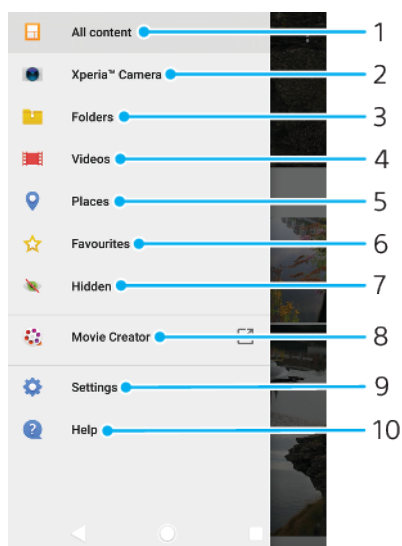 All content 1
Xperia™ Camera 2
Folders 3
Videos 4
Places 5
Favourites 6
Hidden 7
Movie Creator 8
Settings 9
? Help 10